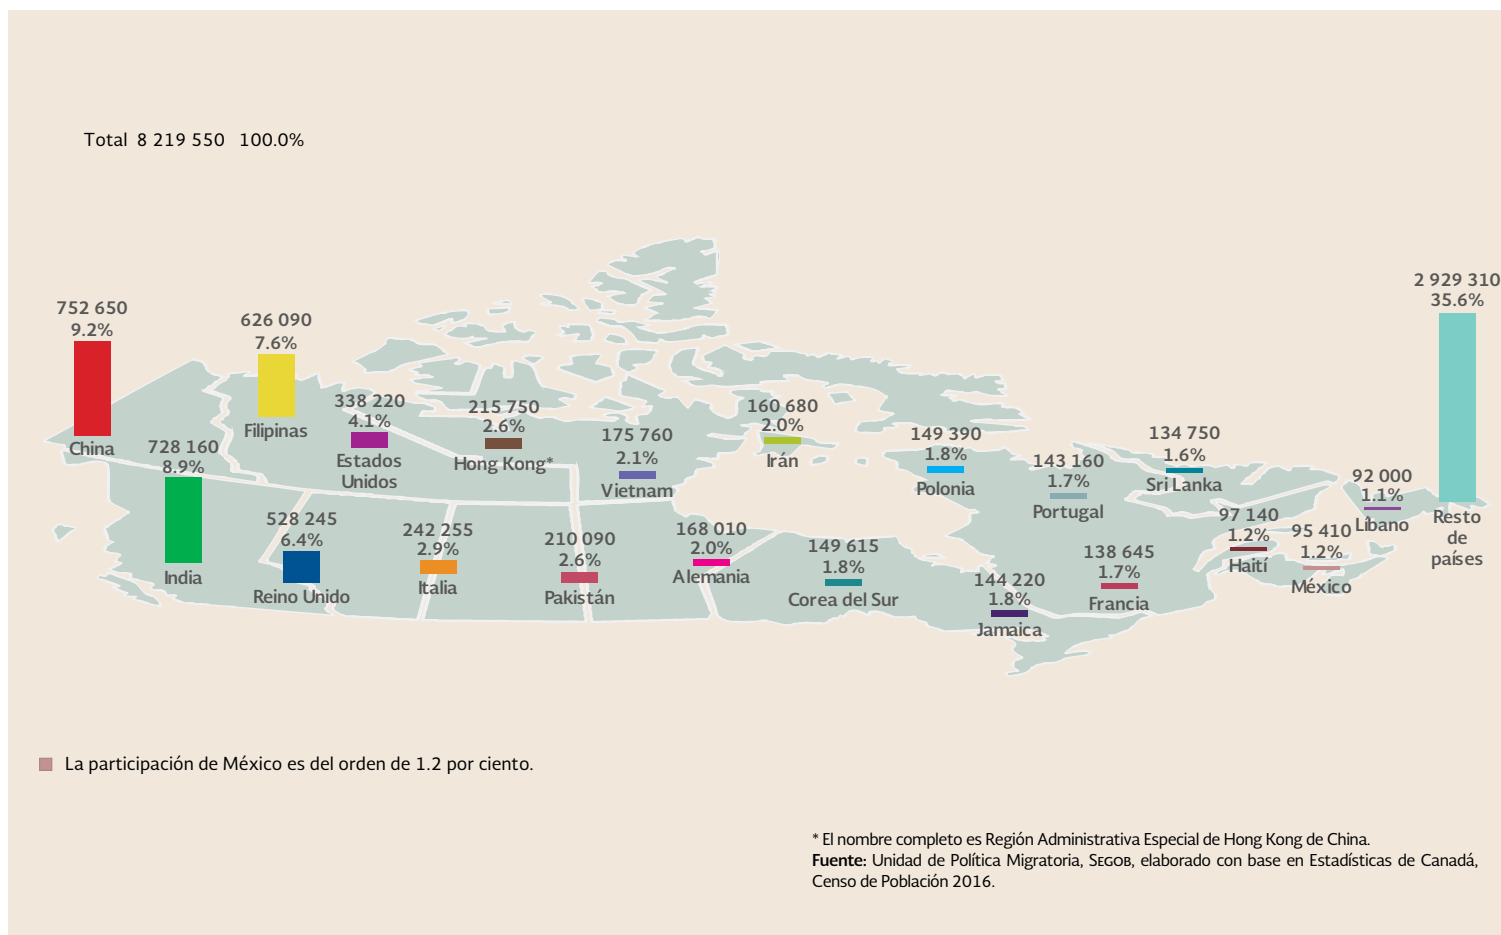 Total 8 219 550 100.0%
752 650
9.2%
China
728 160
8.9%
India
626 090
7.6%
Filipinas
528 245
6.4%
Reino Unido
338 220
4.1%
Estados
Unidos
242 255
2.9%
Italia
215 750
2.6%
Hong Kong*
210 090
2.6%
Pakistán
175 760
2.1%
Vietnam
168 010
2.0%
Alemania
160 680
2.0%
Irán
149 615
1.8%
Corea del Sur
149 390
1.8%
Polonia
144 220
1.8%
Jamaica
143 160
1.7%
Portugal
138 645
1.7%
Francia
134 750
1.6%
Sri Lanka
97 140
1.2%
Haití
95 410
1.2%
México
92 000
1.1%
Líbano
2 929 310
35.6%
Resto
de
países
La participación de México es del orden de 1.2 por ciento.
* El nombre completo es Región Administrativa Especial de Hong Kong de China.
Fuente: Unidad de Política Migratoria, SEGOB, elaborado con base en Estadísticas de Canadá,
Censo de Población 2016.